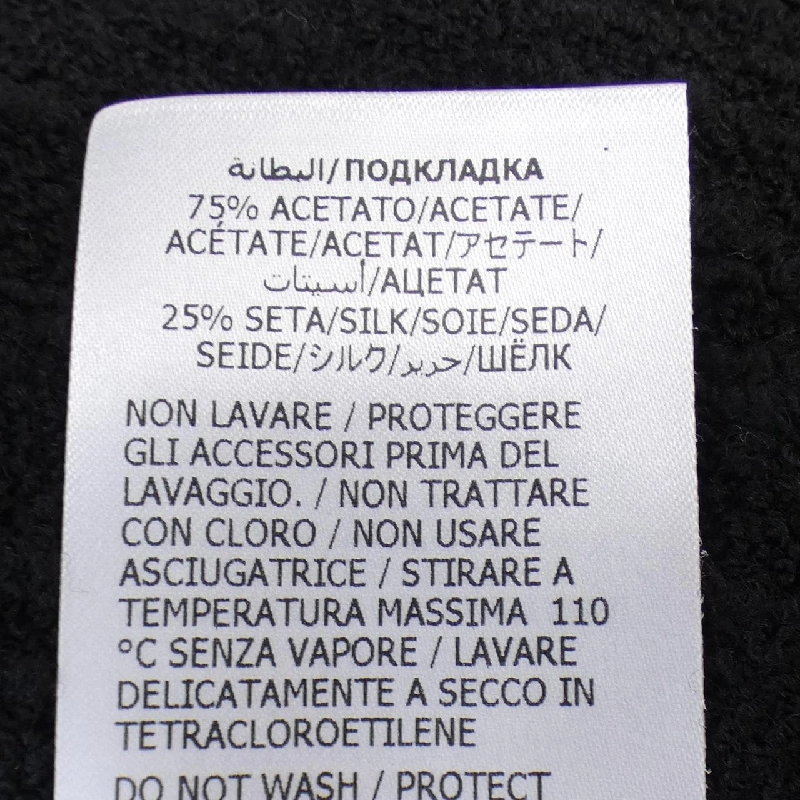 البطانة/ПОДКЛАДКА
75% ACETATO/ACETATE/
ACÉTATE/ACETAT/アセテート/
أسيتات/АЦЕТАТ
25% SETA/SILK/SOIE/SEDA/
SEIDE/シルク/حرير/ШЁЛК
NON LAVARE / PROTEGGERE
GLI ACCESSORI PRIMA DEL
LAVAGGIO. / NON TRATTARE
CON CLORO / NON USARE
ASCIUGATRICE / STIRARE A
TEMPERATURA MASSIMA 110
°C SENZA VAPORE / LAVARE
DELICATAMENTE A SECCO IN
TETRACLOROETILENE
DO NOT WASH / PROTECT